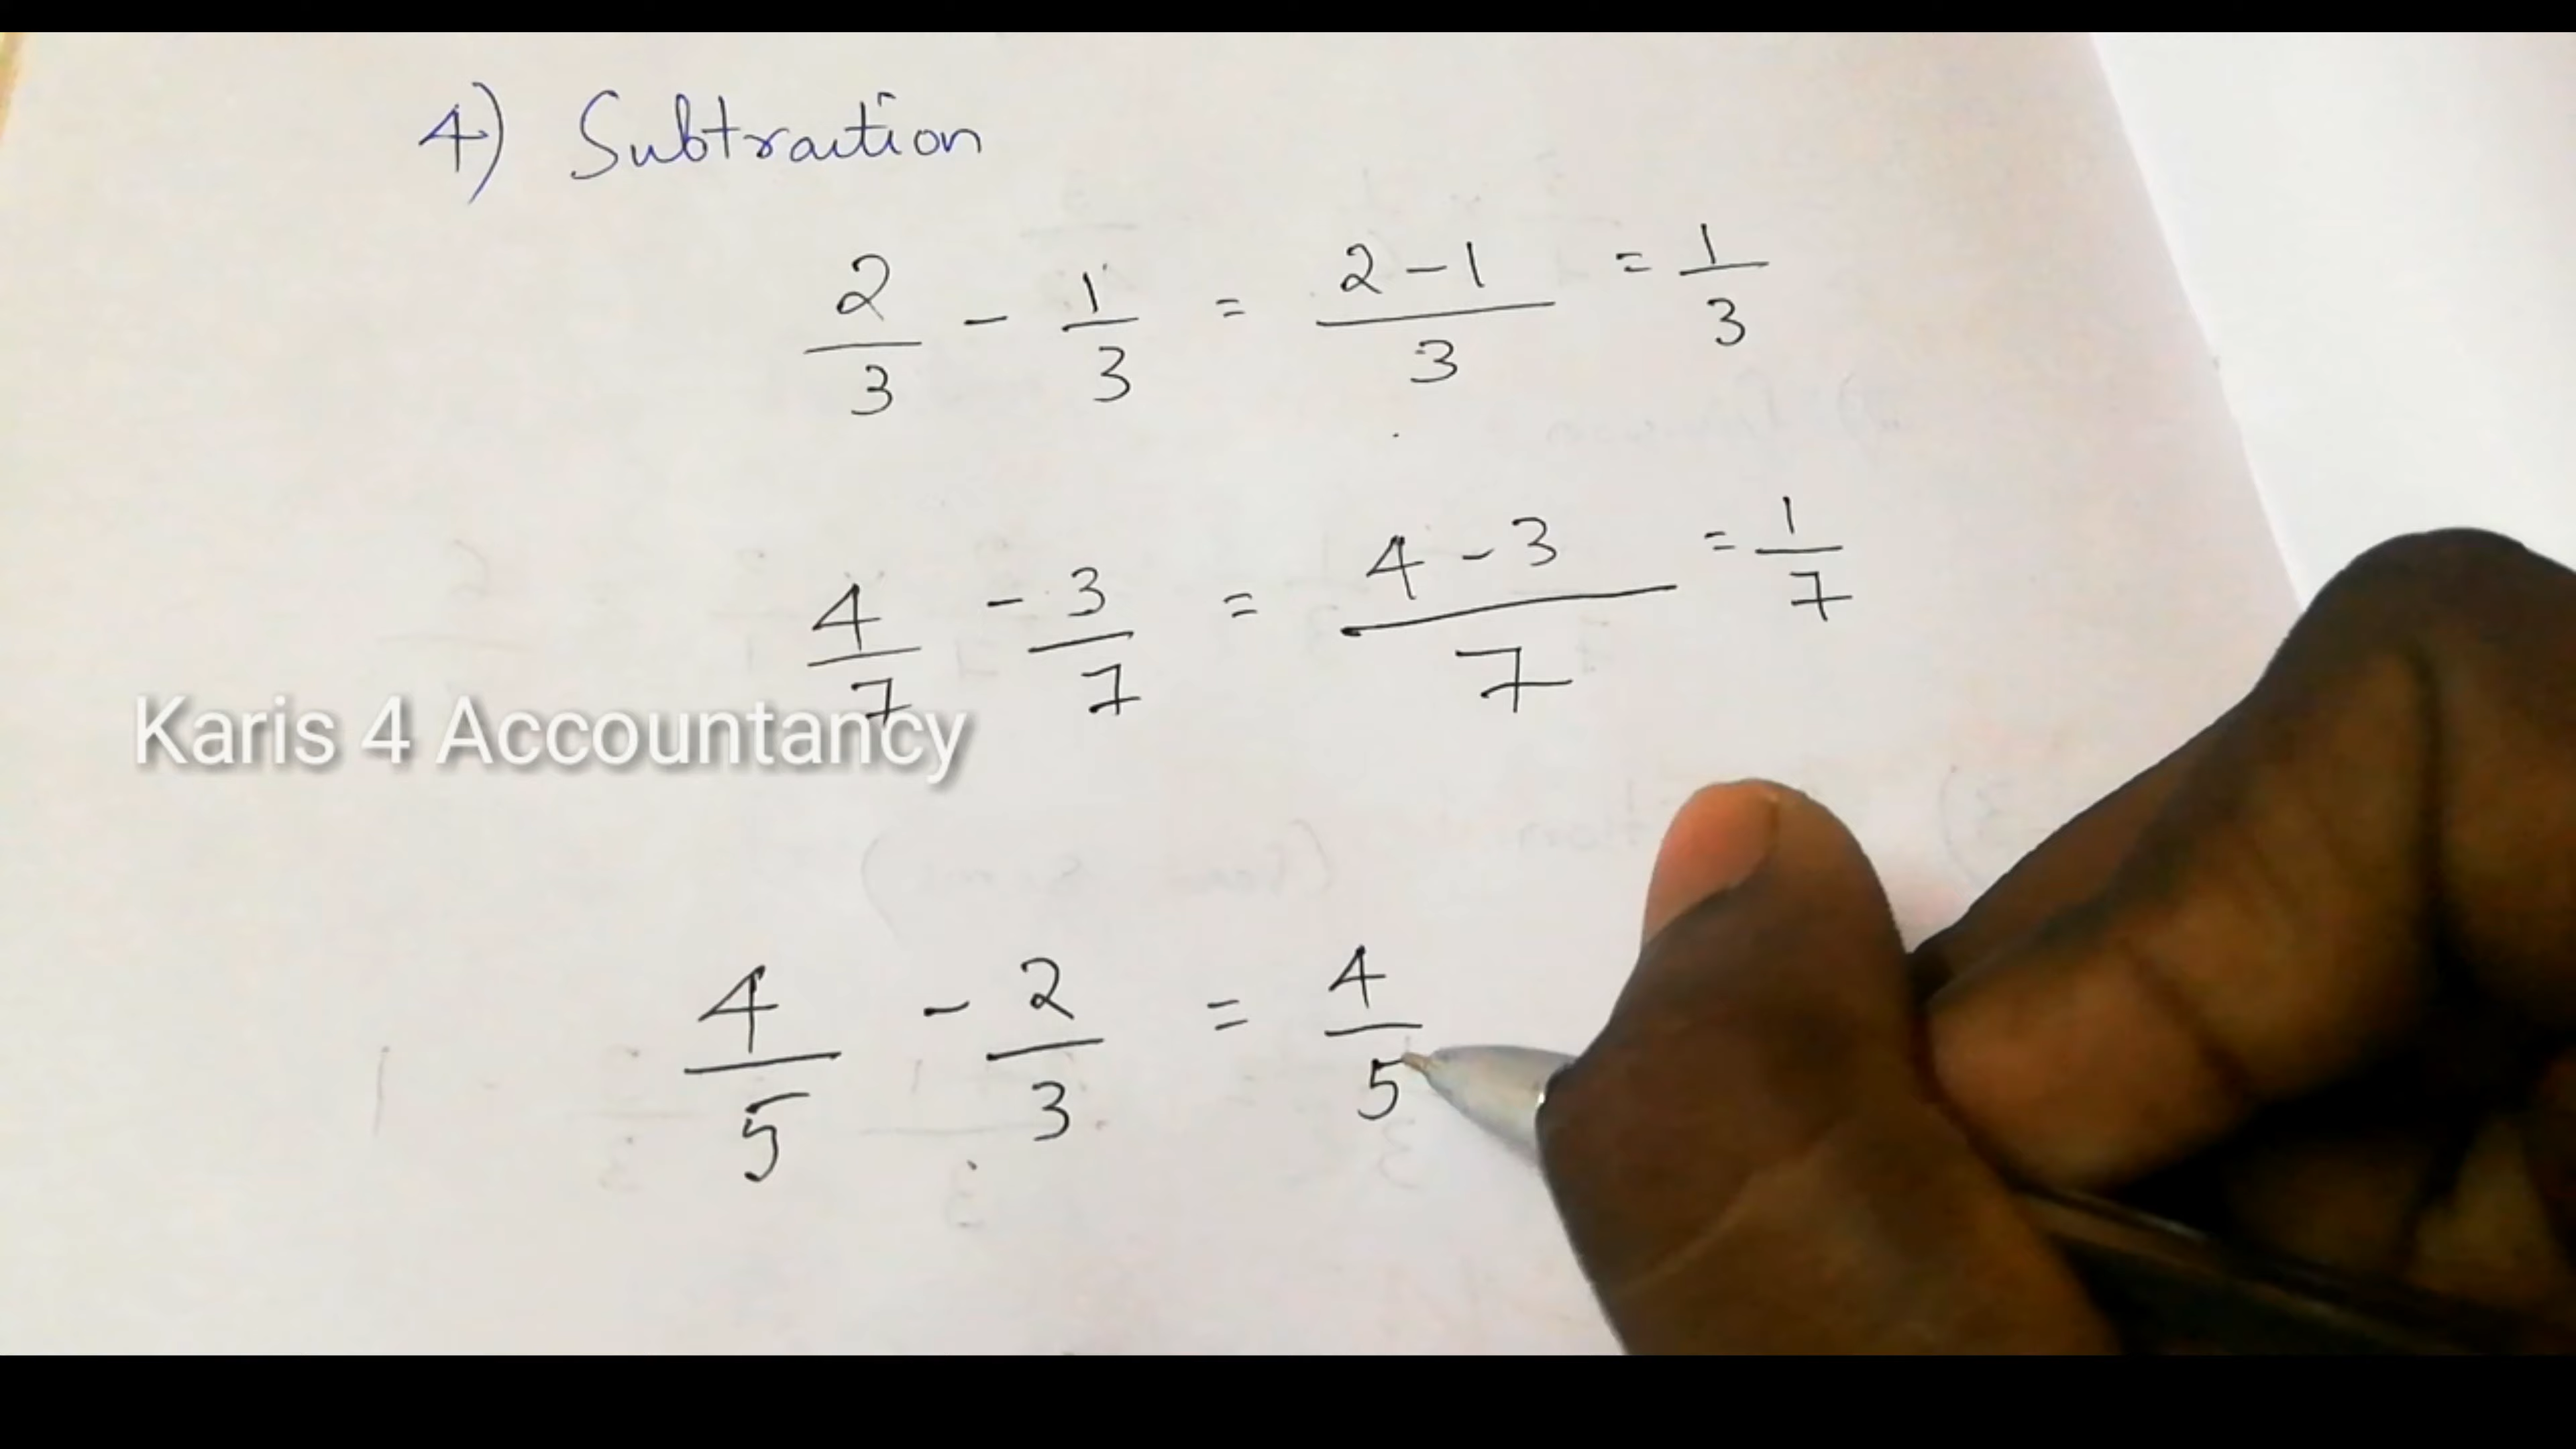 4) Subtraction
2/3 - 1/3 = 2-1/3 = 1/3
4/7 - 3/7 = 4-3/7 = 1/7
Karis 4 Accountancy
4/5 - 2/3 = 4/5